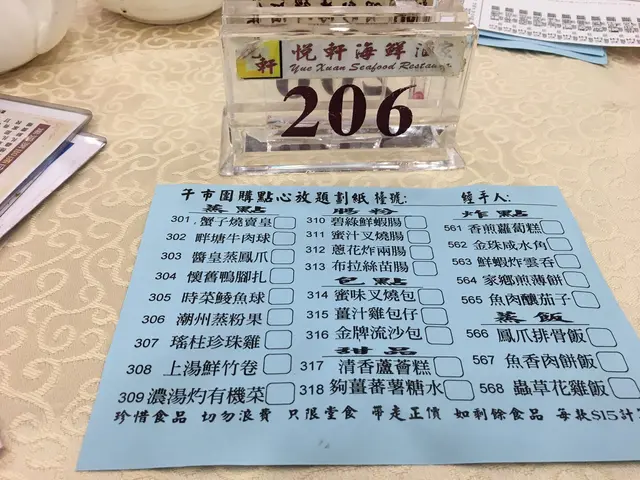 悅軒 悅軒海鮮酒家
Yue Xuan Seafood Restaurant
206
午市團購點心放題劃紙 檯號: 經手人:
蒸點
301 蟹子燒賣皇
302 畔塘牛肉球
303 醬皇蒸鳳爪
304 懷舊鴨腳扎
305 時菜鯪魚球
306 潮州蒸粉果
307 瑤柱珍珠雞
308 上湯鮮竹卷
309 濃湯灼有機菜
腸粉
310 碧綠鮮蝦腸
311 蜜汁叉燒腸
312 蔥花炸兩腸
313 布拉絲苗腸
包點
314 蜜味叉燒包
315 薑汁雞包仔
316 金牌流沙包
甜品
317 清香蘆薈糕
318 夠薑蕃薯糖水
炸點
561 香煎蘿蔔糕
562 金珠咸水角
563 鮮蝦炸雲吞
564 家鄉煎薄餅
565 魚肉釀茄子
蒸飯
566 鳳爪排骨飯
567 魚香肉餅飯
568 蟲草花雞飯
珍惜食品 切勿浪費 只限堂食 帶走正價 如剩餘食品 每枚$15計